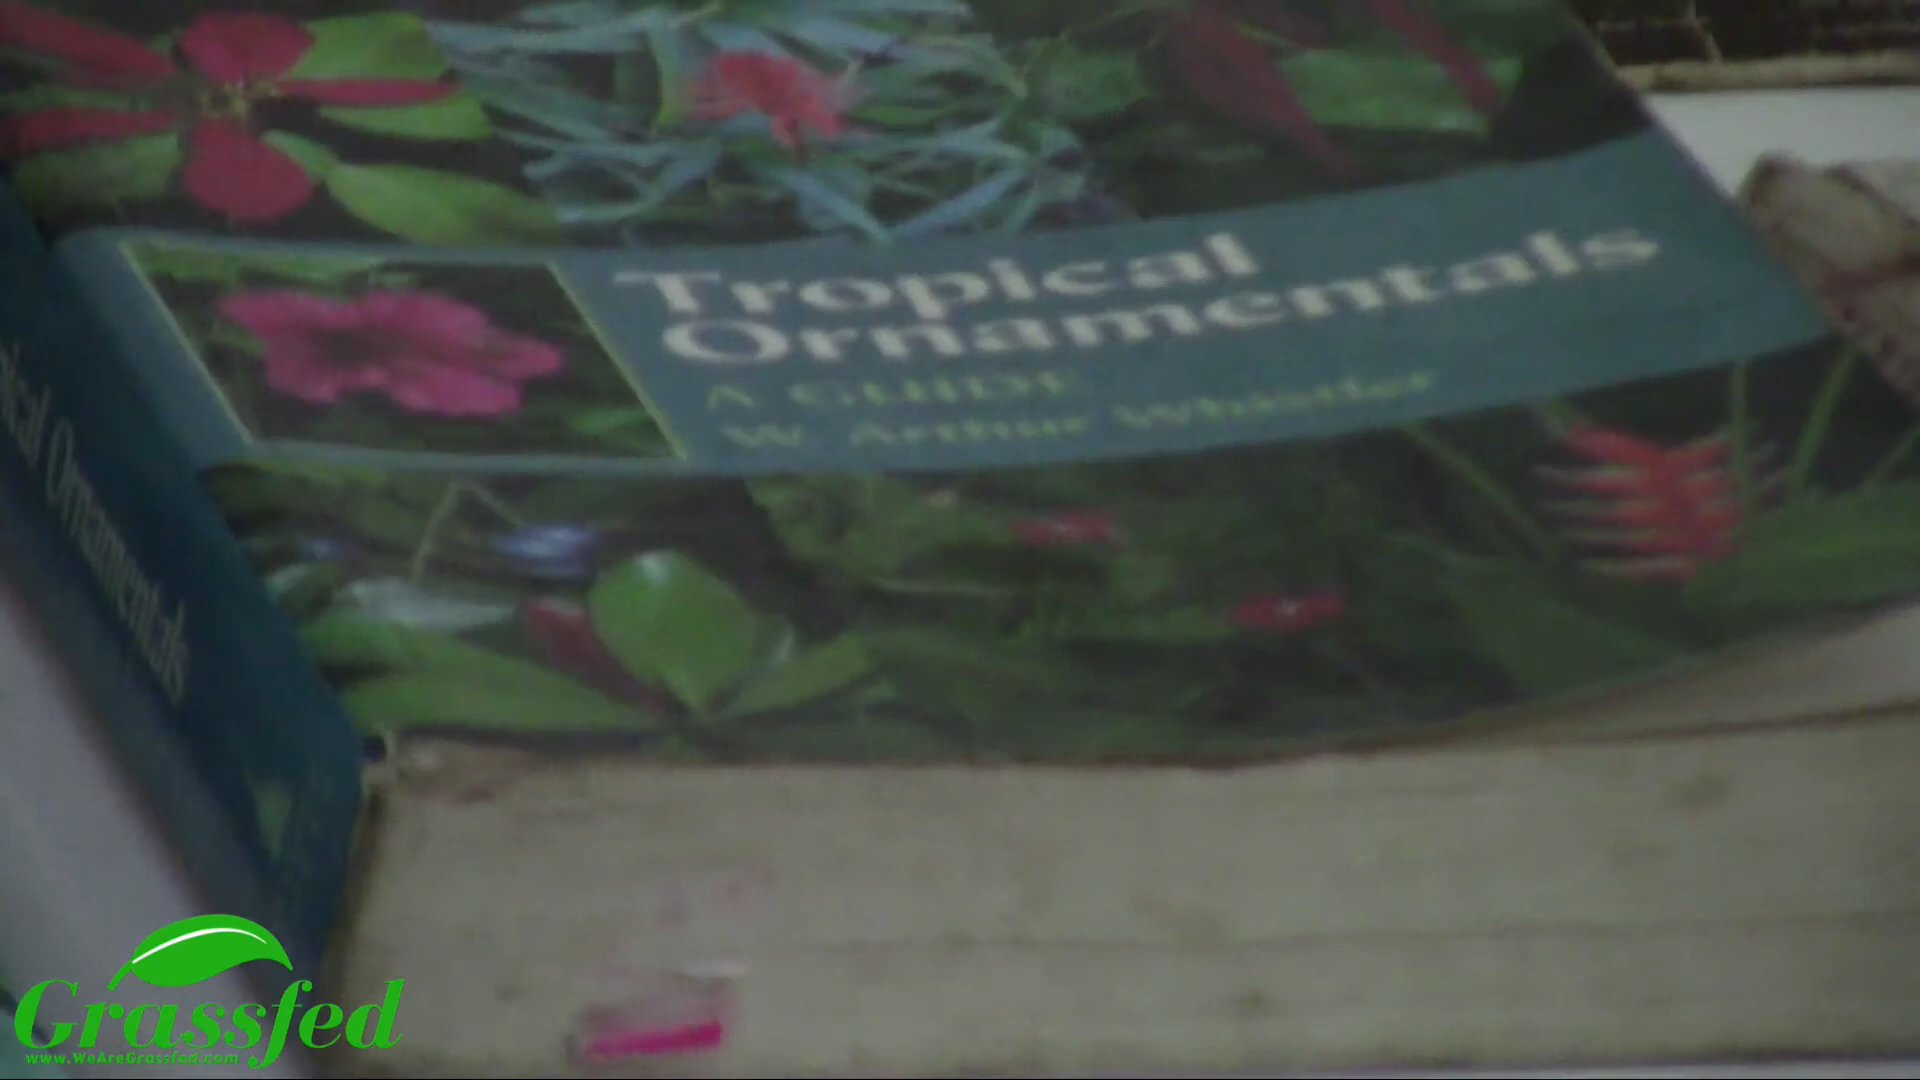 Tropical
Ornamentals
A GUIDE
W. Arthur Whistler
ical Ornamentals
Grassfed
www.WeAreGrassfed.com